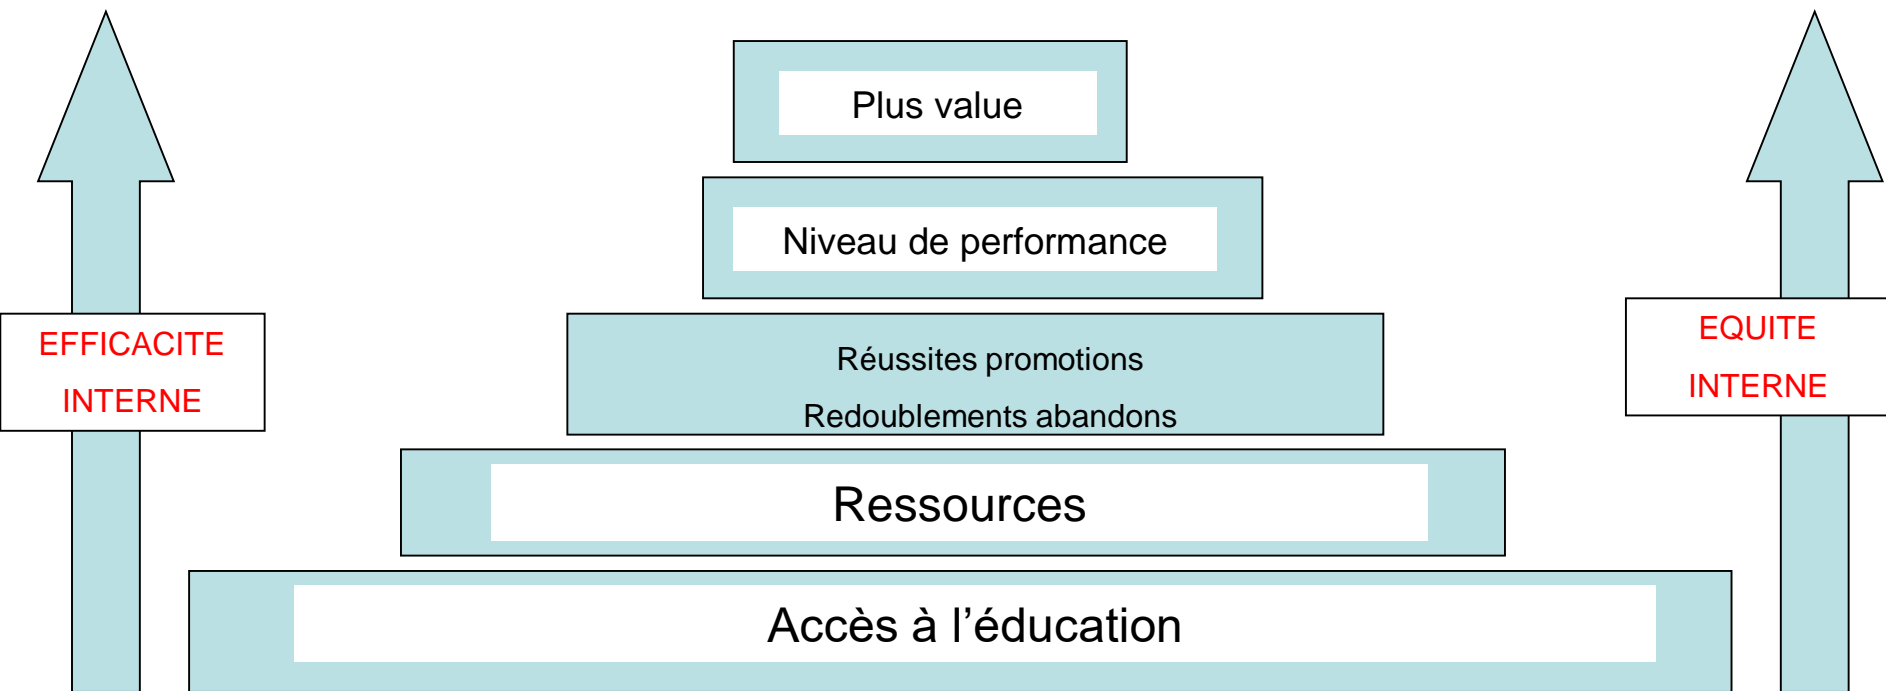 Plus value
Niveau de performance
EFFICACITE
INTERNE
Réussites promotions
Redoublements abandons
EQUITE
INTERNE
Ressources
Accès à l’éducation